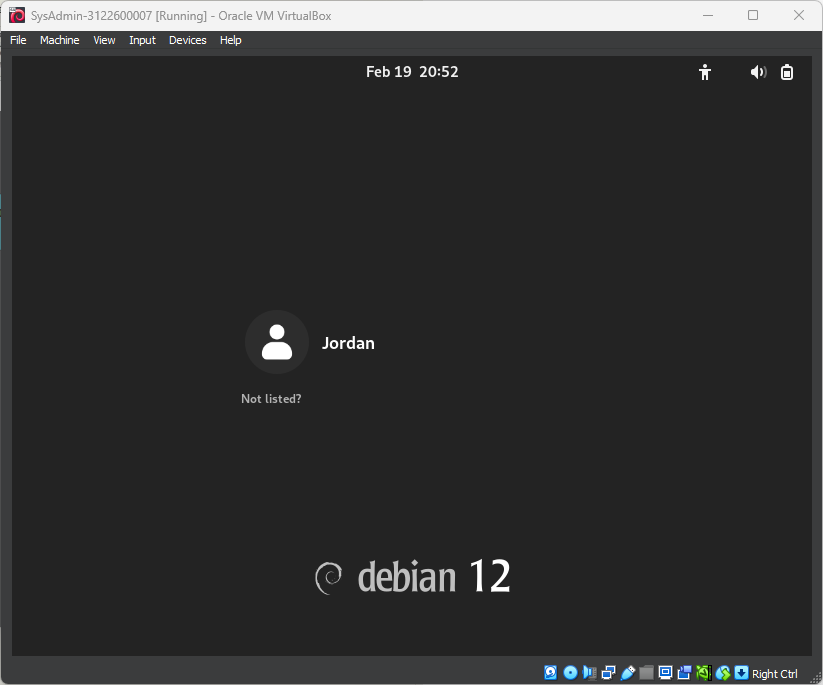 SysAdmin-3122600007 [Running] - Oracle VM VirtualBox
File Machine View Input Devices Help
Feb 19 20:52
Jordan
Not listed?
debian 12
Right Ctrl